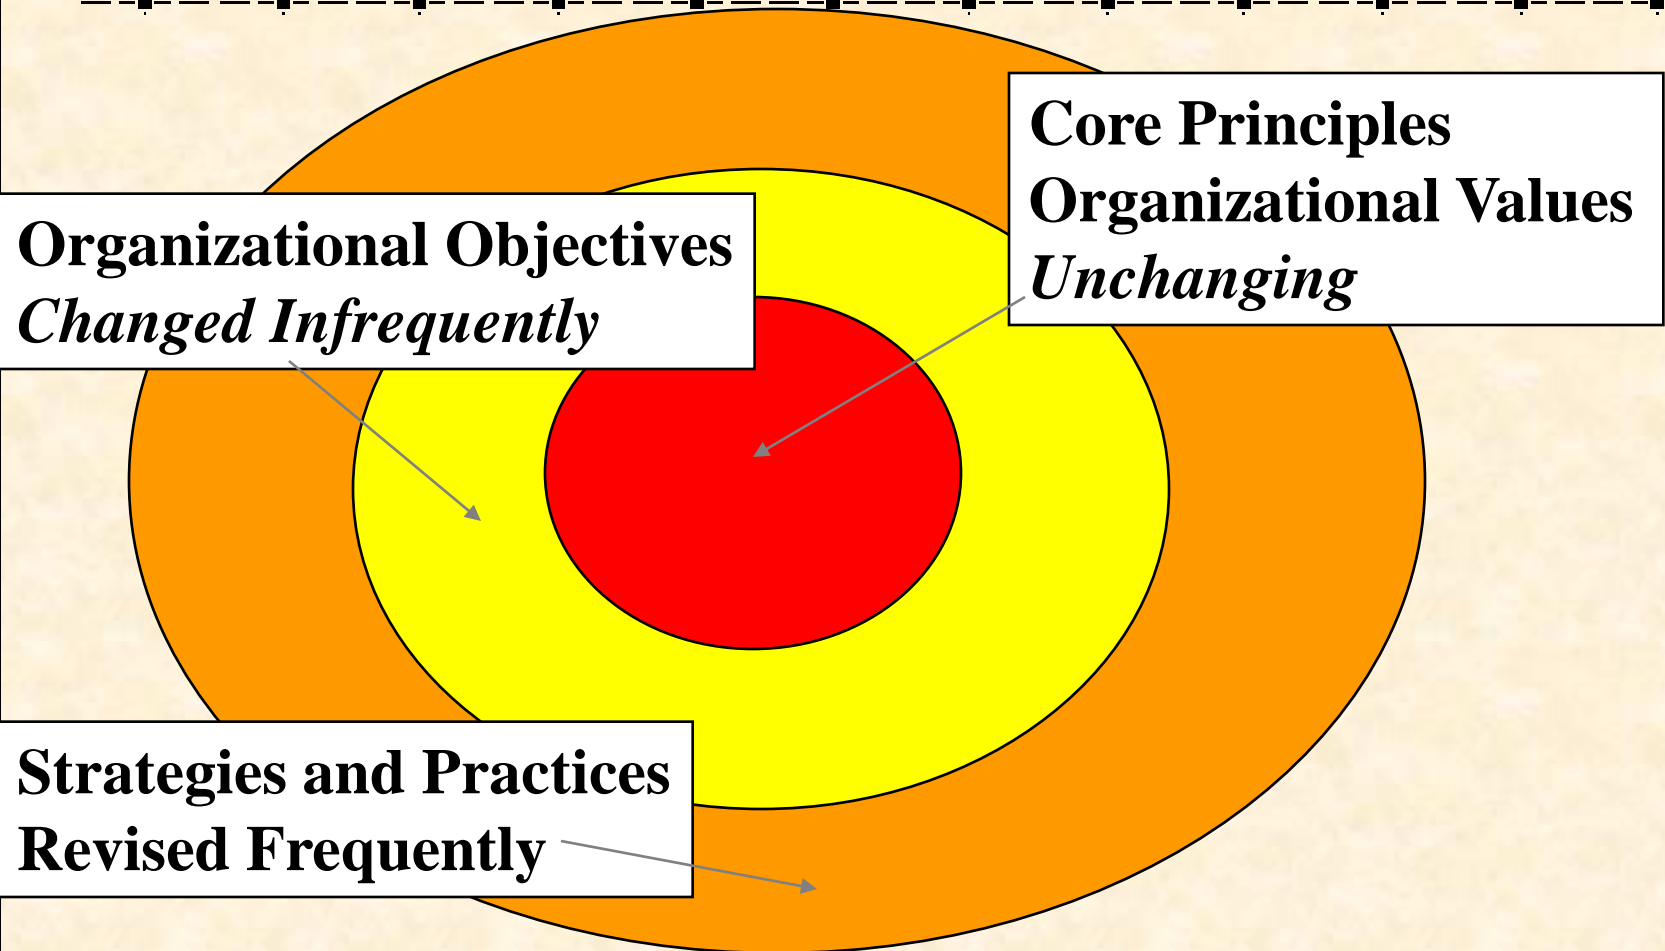 Core Principles
Organizational Values
Unchanging
Organizational Objectives
Changed Infrequently
Strategies and Practices
Revised Frequently